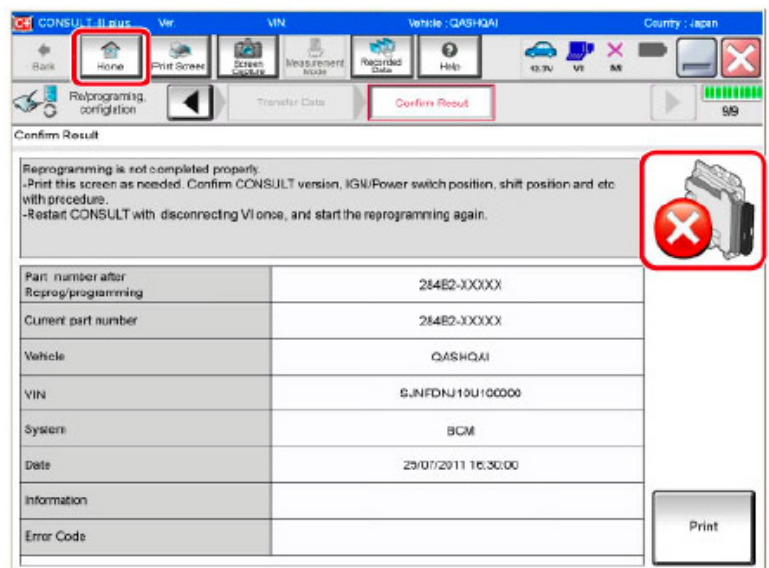 CONSULT-III plus Ver. VIN: Vehicle : QASHQAI Country : Japan
Back Home Print Screen Screen Capture Measurement Mode Recorded Data Help 12.7V VI MI
Re/programing, configlation Transfer Data Confirm Result 9/9
Confirm Result
Reprogramming is not completed properly.
-Print this screen as needed. Confirm CONSULT version, IGN/Power switch position, shift position and etc
with procedure.
-Restart CONSULT with disconnecting VI once, and start the reprogramming again.
Part number after
Reprog/programming 284B2-XXXXX
Current part number 284B2-XXXXX
Vehicle QASHQAI
VIN SJNFDNJ10U100000
System BCM
Date 29/07/2011 16:30:00
Information
Error Code
Print